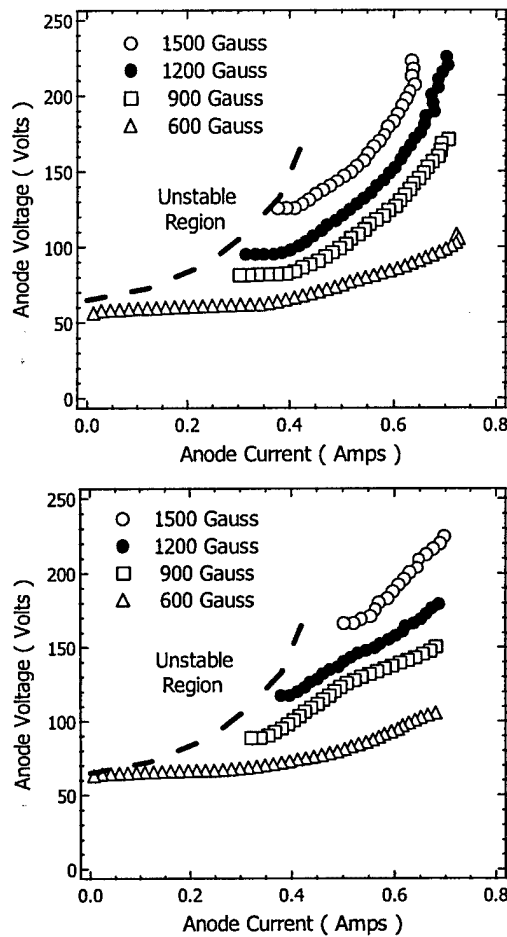 250
200
150
100
50
0
Anode Voltage ( Volts )
1500 Gauss
1200 Gauss
900 Gauss
600 Gauss
Unstable
Region
0.0 0.2 0.4 0.6 0.8
Anode Current ( Amps )
250
200
150
100
50
0
Anode Voltage ( Volts )
1500 Gauss
1200 Gauss
900 Gauss
600 Gauss
Unstable
Region
0.0 0.2 0.4 0.6 0.8
Anode Current ( Amps )